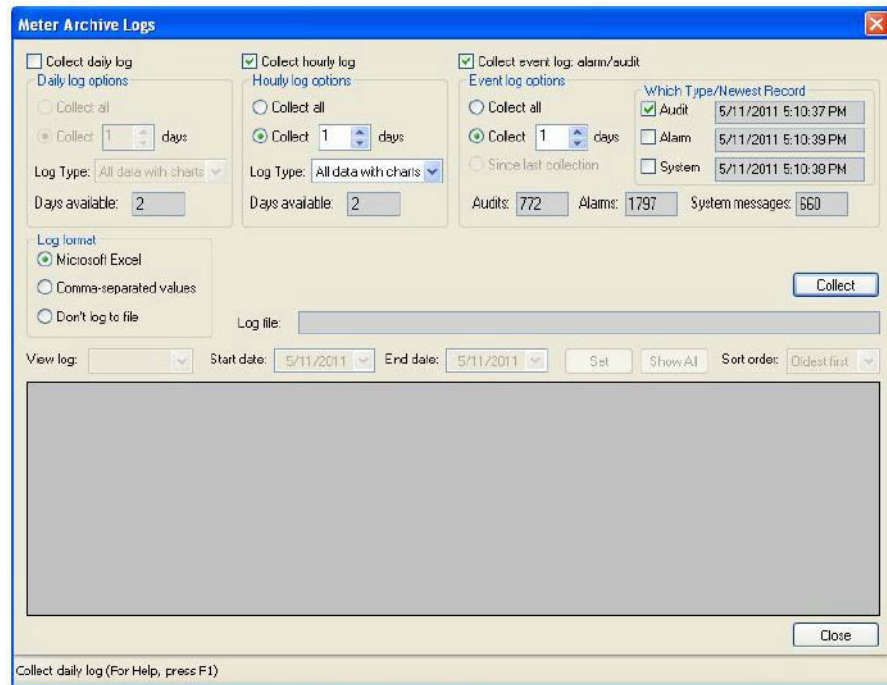 Meter Archive Logs
Collect daily log
Collect hourly log
Collect event log: alarm/audit
Daily log options
Collect all
Collect 1 days
Log Type: All data with charts
Days available: 2
Hourly log options
Collect all
Collect 1 days
Log Type: All data with charts
Days available: 2
Event log options
Collect all
Collect 1 days
Since last collection
Which Type/Newest Record
Audit 5/11/2011 5:10:37 PM
Alarm 5/11/2011 5:10:39 PM
System 5/11/2011 5:10:38 PM
Audits: 772 Alarms: 1797 System messages: 660
Log format
Microsoft Excel
Comma-separated values
Don't log to file
Collect
Log file:
View log: Start date: 5/11/2011 End date: 5/11/2011 Set Show All Sort order: Oldest first
Close
Collect daily log (For Help, press F1)